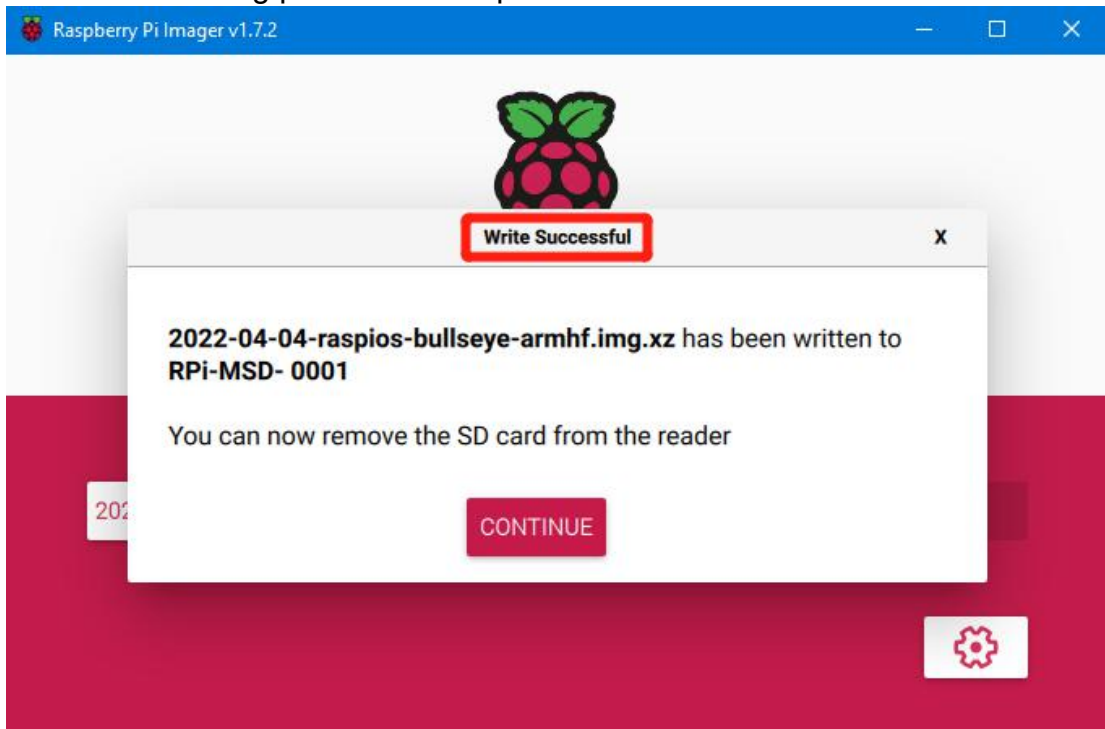 Raspberry Pi Imager v1.7.2
Write Successful
X
2022-04-04-raspios-bullseye-armhf.img.xz has been written to
RPi-MSD- 0001
You can now remove the SD card from the reader
202
CONTINUE